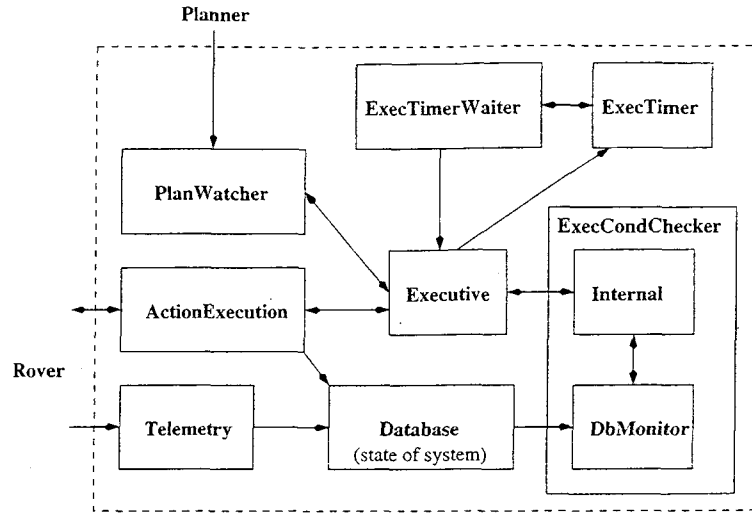 Planner
ExecTimerWaiter
ExecTimer
PlanWatcher
ExecCondChecker
Executive
Internal
ActionExecution
Rover
Telemetry
Database
(state of system)
DbMonitor